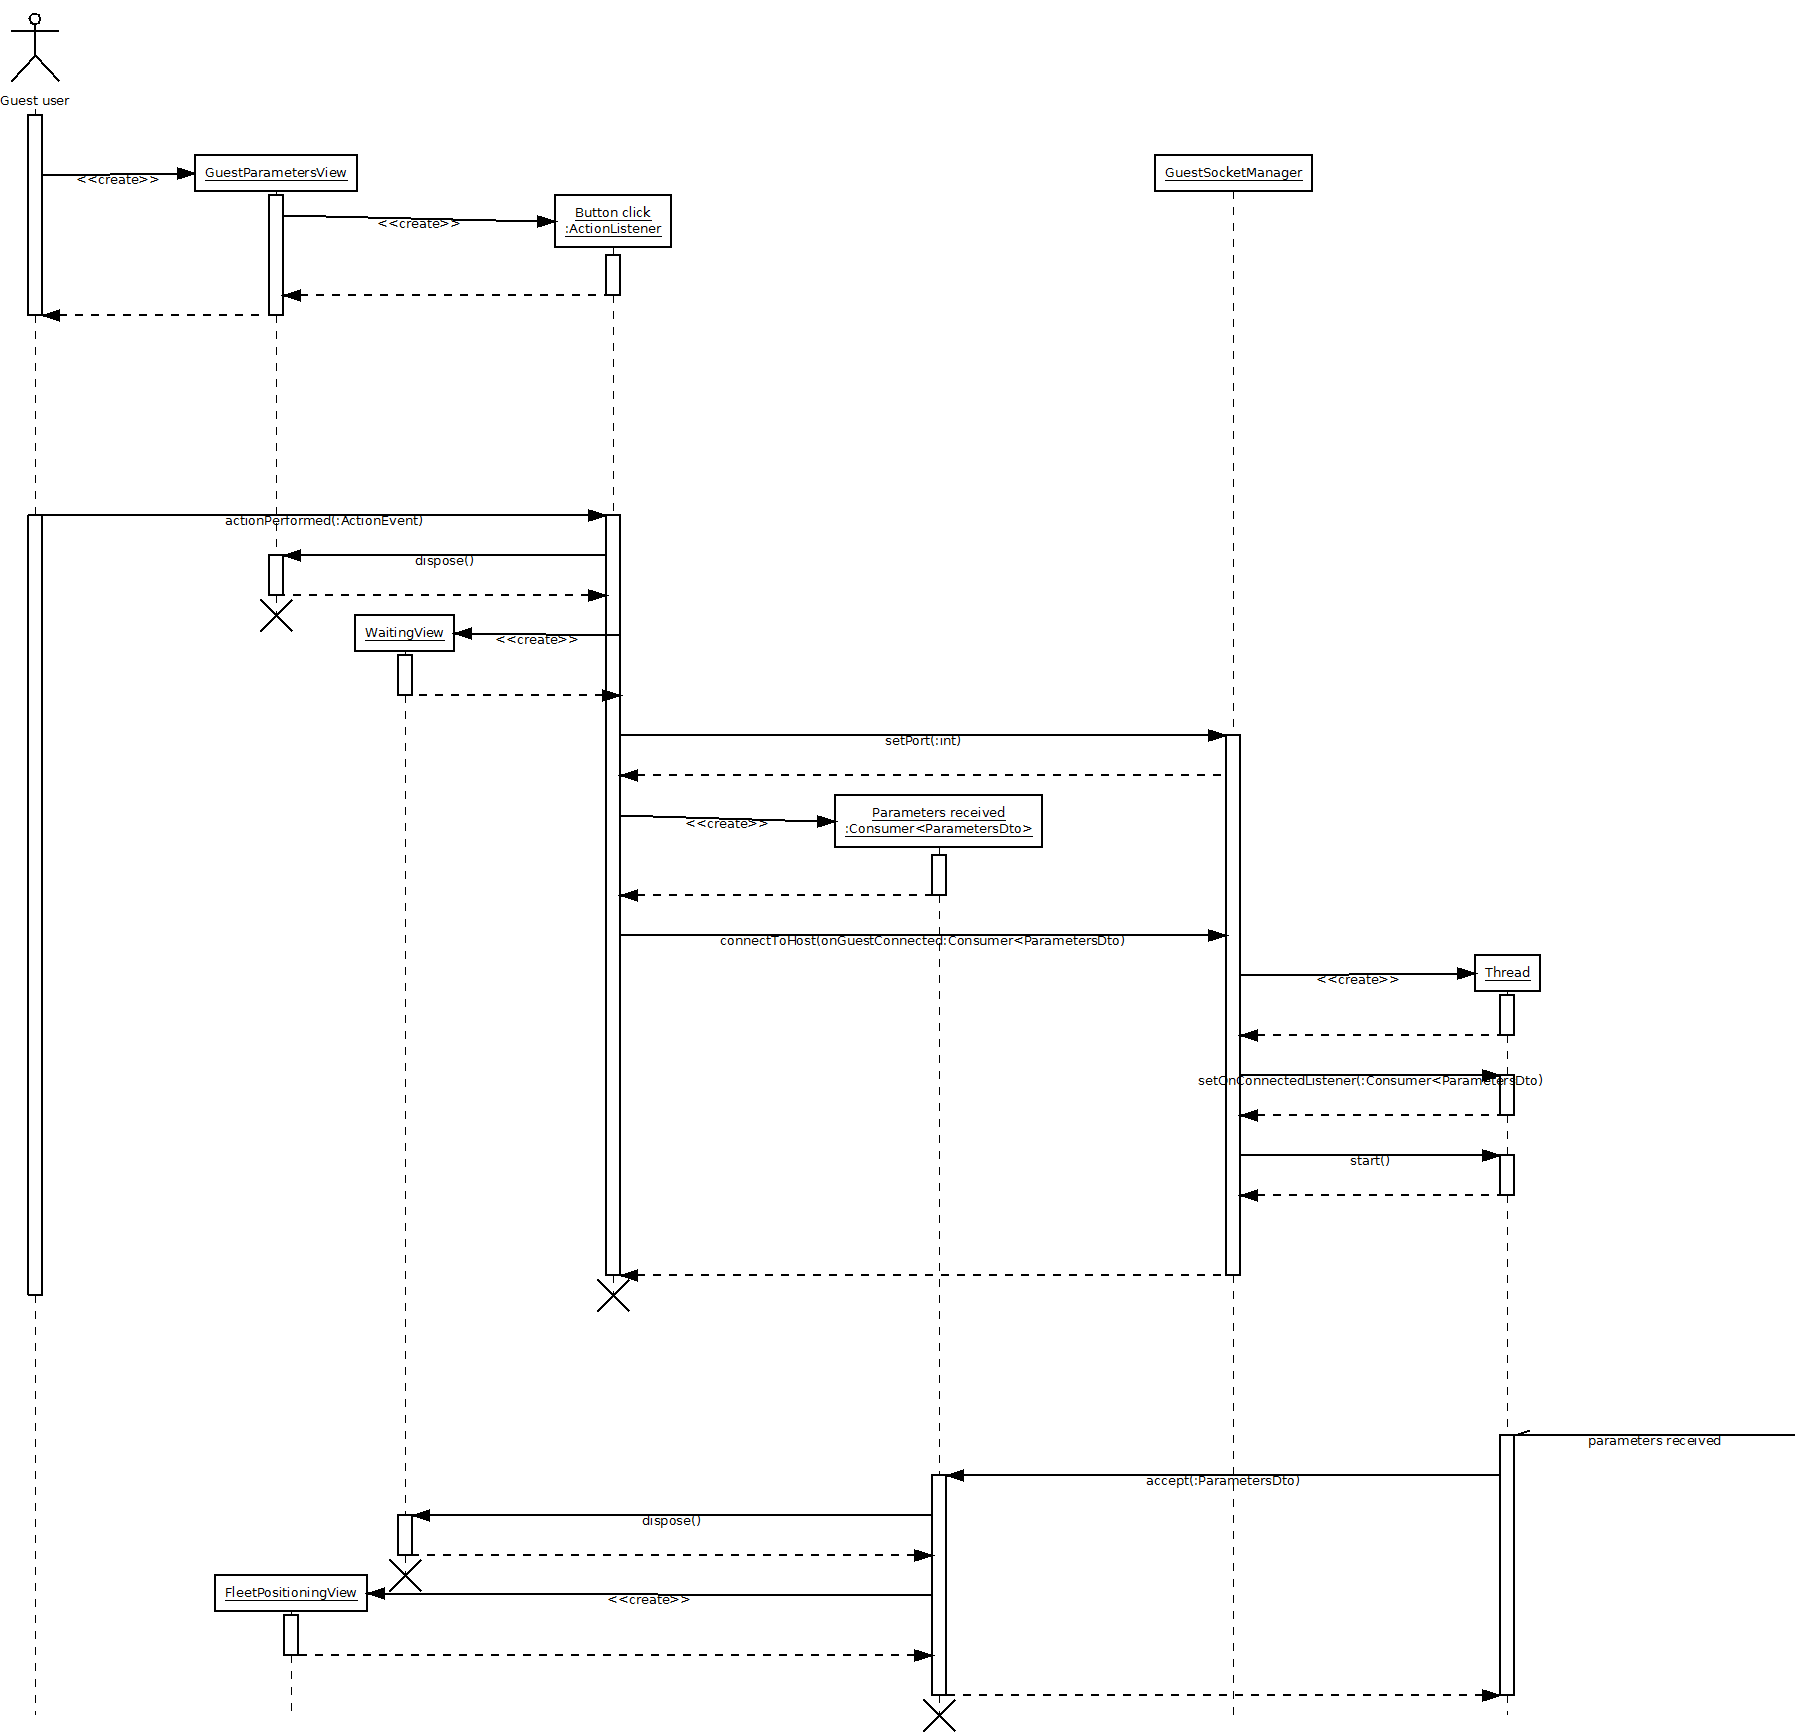 Guest user
<<create>>
GuestParametersView
GuestSocketManager
<<create>>
Button click
:ActionListener
actionPerformed(:ActionEvent)
dispose()
WaitingView
<<create>>
setPort(:int)
<<create>>
Parameters received
:Consumer<ParametersDto>
connectToHost(onGuestConnected:Consumer<ParametersDto)
<<create>>
Thread
setOnConnectedListener(:Consumer<ParametersDto)
start()
parameters received
accept(:ParametersDto)
dispose()
FleetPositioningView
<<create>>